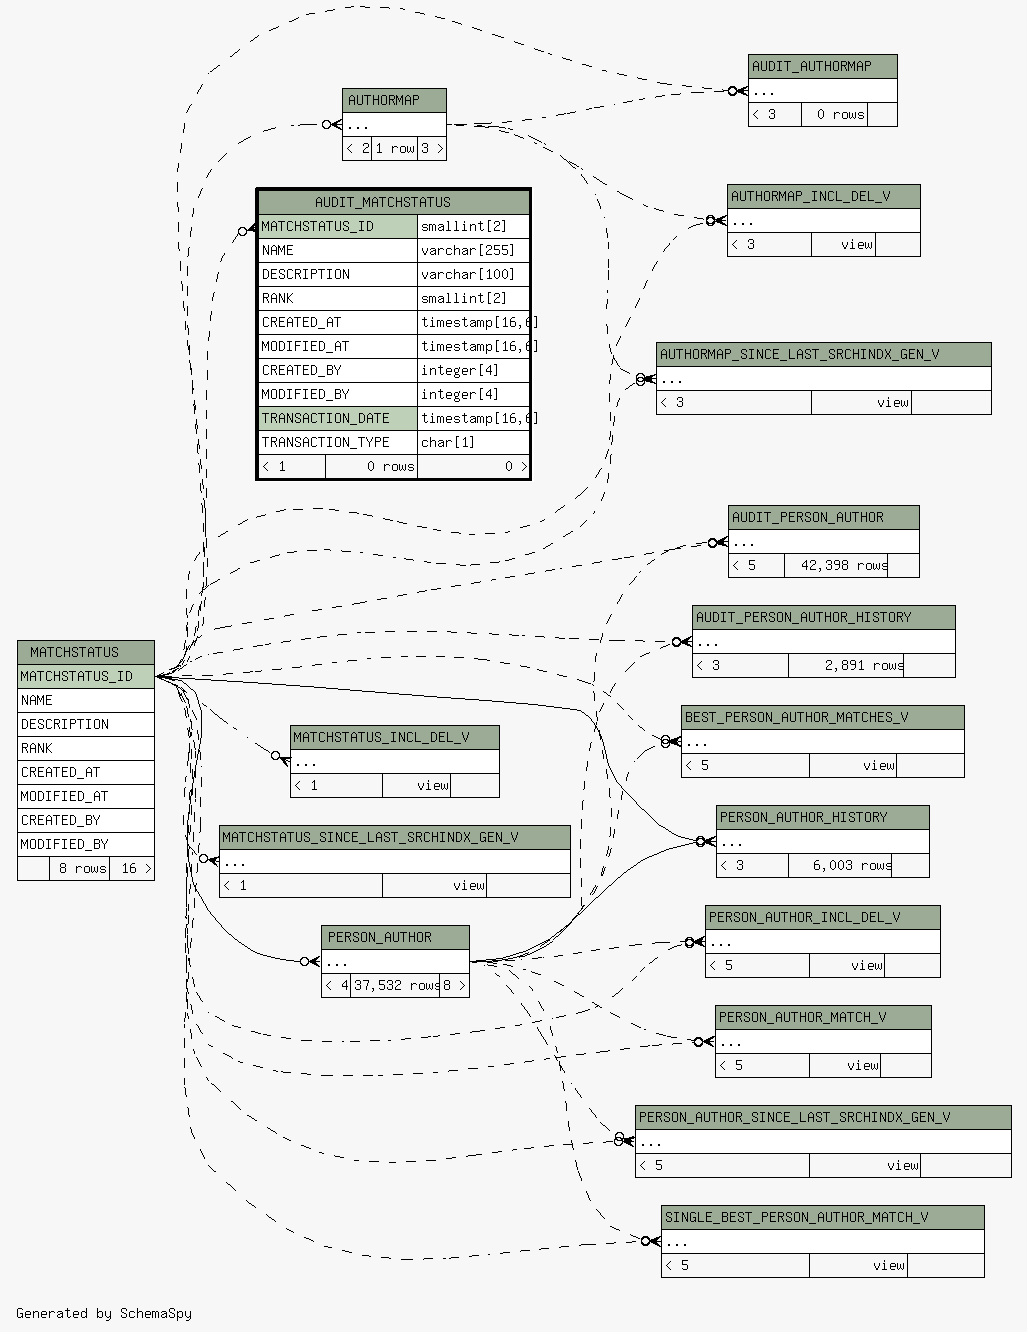 AUDIT_AUTHORMAP
...
< 3 0 rows
AUTHORMAP
...
< 2 1 row 3 >
AUDIT_MATCHSTATUS
MATCHSTATUS_ID smallint[2]
NAME varchar[255]
DESCRIPTION varchar[100]
RANK smallint[2]
CREATED_AT timestamp[16,6]
MODIFIED_AT timestamp[16,6]
CREATED_BY integer[4]
MODIFIED_BY integer[4]
TRANSACTION_DATE timestamp[16,6]
TRANSACTION_TYPE char[1]
< 1 0 rows 0 >
AUTHORMAP_INCL_DEL_V
...
< 3 view
AUTHORMAP_SINCE_LAST_SRCHINDX_GEN_V
...
< 3 view
AUDIT_PERSON_AUTHOR
...
< 5 42,398 rows
AUDIT_PERSON_AUTHOR_HISTORY
...
< 3 2,891 rows
MATCHSTATUS
MATCHSTATUS_ID
NAME
DESCRIPTION
RANK
CREATED_AT
MODIFIED_AT
CREATED_BY
MODIFIED_BY
8 rows 16 >
BEST_PERSON_AUTHOR_MATCHES_V
...
< 5 view
MATCHSTATUS_INCL_DEL_V
...
< 1 view
PERSON_AUTHOR_HISTORY
...
< 3 6,003 rows
MATCHSTATUS_SINCE_LAST_SRCHINDX_GEN_V
...
< 1 view
PERSON_AUTHOR
...
< 4 37,532 rows 8 >
PERSON_AUTHOR_INCL_DEL_V
...
< 5 view
PERSON_AUTHOR_MATCH_V
...
< 5 view
PERSON_AUTHOR_SINCE_LAST_SRCHINDX_GEN_V
...
< 5 view
SINGLE_BEST_PERSON_AUTHOR_MATCH_V
...
< 5 view
Generated by SchemaSpy